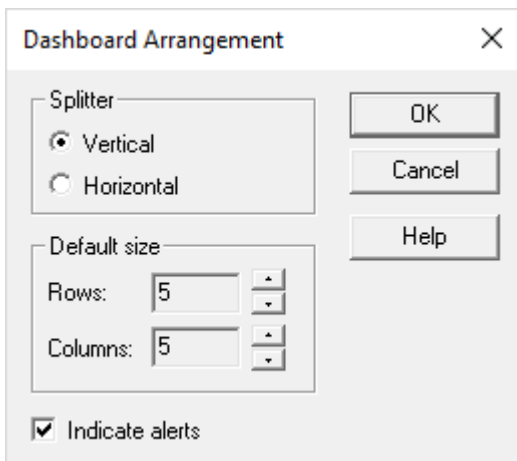 Dashboard Arrangement
Splitter
Vertical
Horizontal
OK
Cancel
Help
Default size
Rows: 5
Columns: 5
Indicate alerts